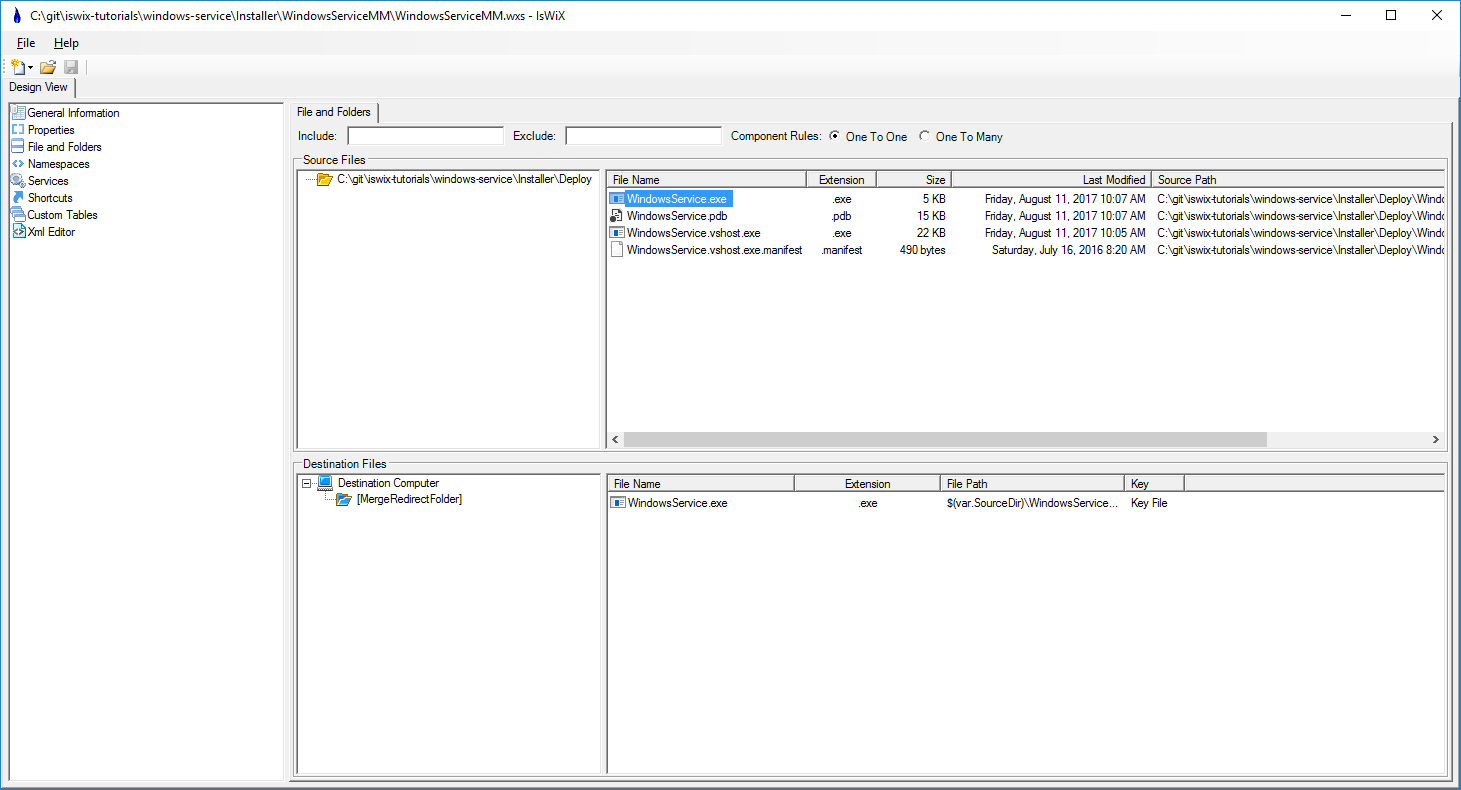 C:\git\iswix-tutorials\windows-service\Installer\WindowsServiceMM\WindowsServiceMM.wxs - IsWiX
File Help
Design View
General Information
Properties
File and Folders
Namespaces
Services
Shortcuts
Custom Tables
Xml Editor
File and Folders
Include: Exclude: Component Rules: One To One One To Many
Source Files
C:\git\iswix-tutorials\windows-service\Installer\Deploy
File Name Extension Size Last Modified Source Path
WindowsService.exe .exe 5 KB Friday, August 11, 2017 10:07 AM C:\git\iswix-tutorials\windows-service\Installer\Deploy\Windo
WindowsService.pdb .pdb 15 KB Friday, August 11, 2017 10:07 AM C:\git\iswix-tutorials\windows-service\Installer\Deploy\Windo
WindowsService.vshost.exe .exe 22 KB Friday, August 11, 2017 10:05 AM C:\git\iswix-tutorials\windows-service\Installer\Deploy\Windo
WindowsService.vshost.exe.manifest .manifest 490 bytes Saturday, July 16, 2016 8:20 AM C:\git\iswix-tutorials\windows-service\Installer\Deploy\Windo
Destination Files
Destination Computer
[MergeRedirectFolder]
File Name Extension File Path Key
WindowsService.exe .exe $(var.SourceDir)\WindowsService... Key File